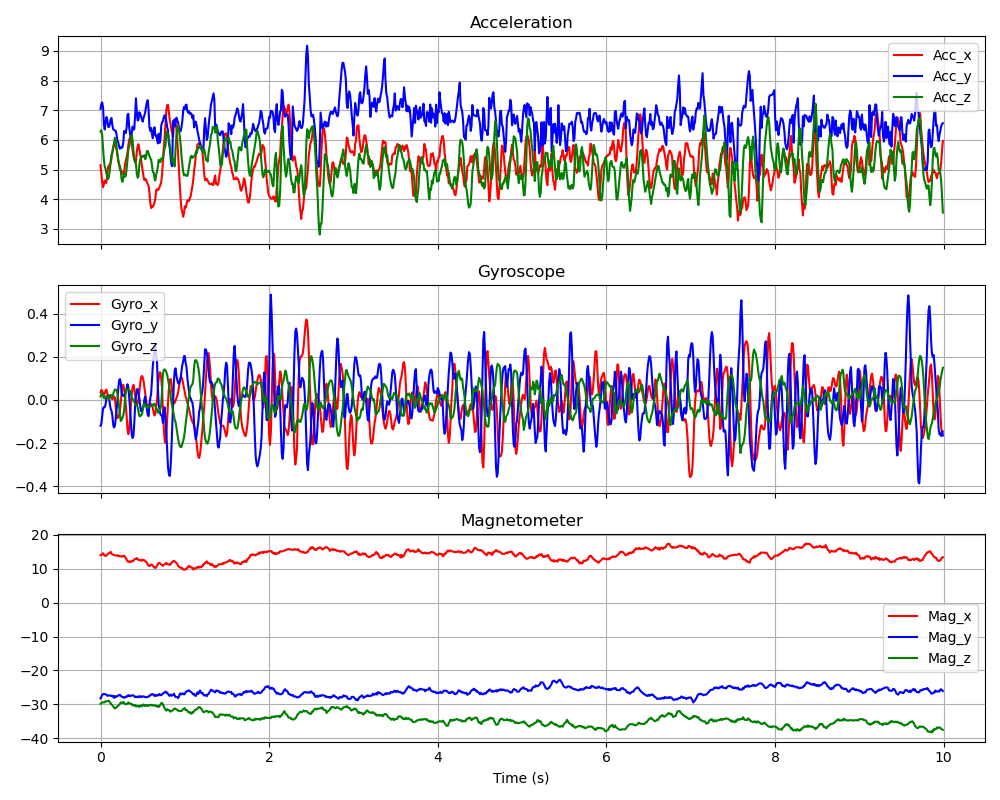 Acceleration
9
8
7
6
5
4
3
Acc_x
Acc_y
Acc_z
Gyroscope
0.4
0.2
0.0
−0.2
−0.4
Gyro_x
Gyro_y
Gyro_z
Magnetometer
20
10
0
−10
−20
−30
−40
Mag_x
Mag_y
Mag_z
0 2 4 6 8 10
Time (s)